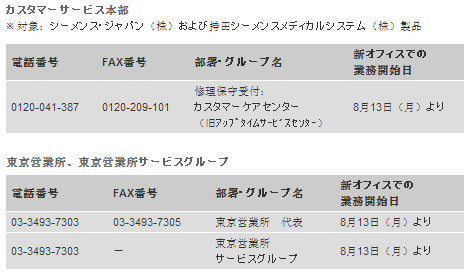 カスタマーサービス本部
※ 対象: シーメンス・ジャパン（株）および持田シーメンスメディカルシステム（株）製品
電話番号 FAX番号 部署・グループ名 新オフィスでの
業務開始日
0120-041-387 0120-209-101 修理保守受付:
カスタマーケアセンター
（旧アップタイムサービスセンター） 8月13日（月）より
東京営業所、東京営業所サービスグループ
電話番号 FAX番号 部署・グループ名 新オフィスでの
業務開始日
03-3493-7303 03-3493-7305 東京営業所　代表 8月13日（月）より
03-3493-7303 － 東京営業所
サービスグループ 8月13日（月）より